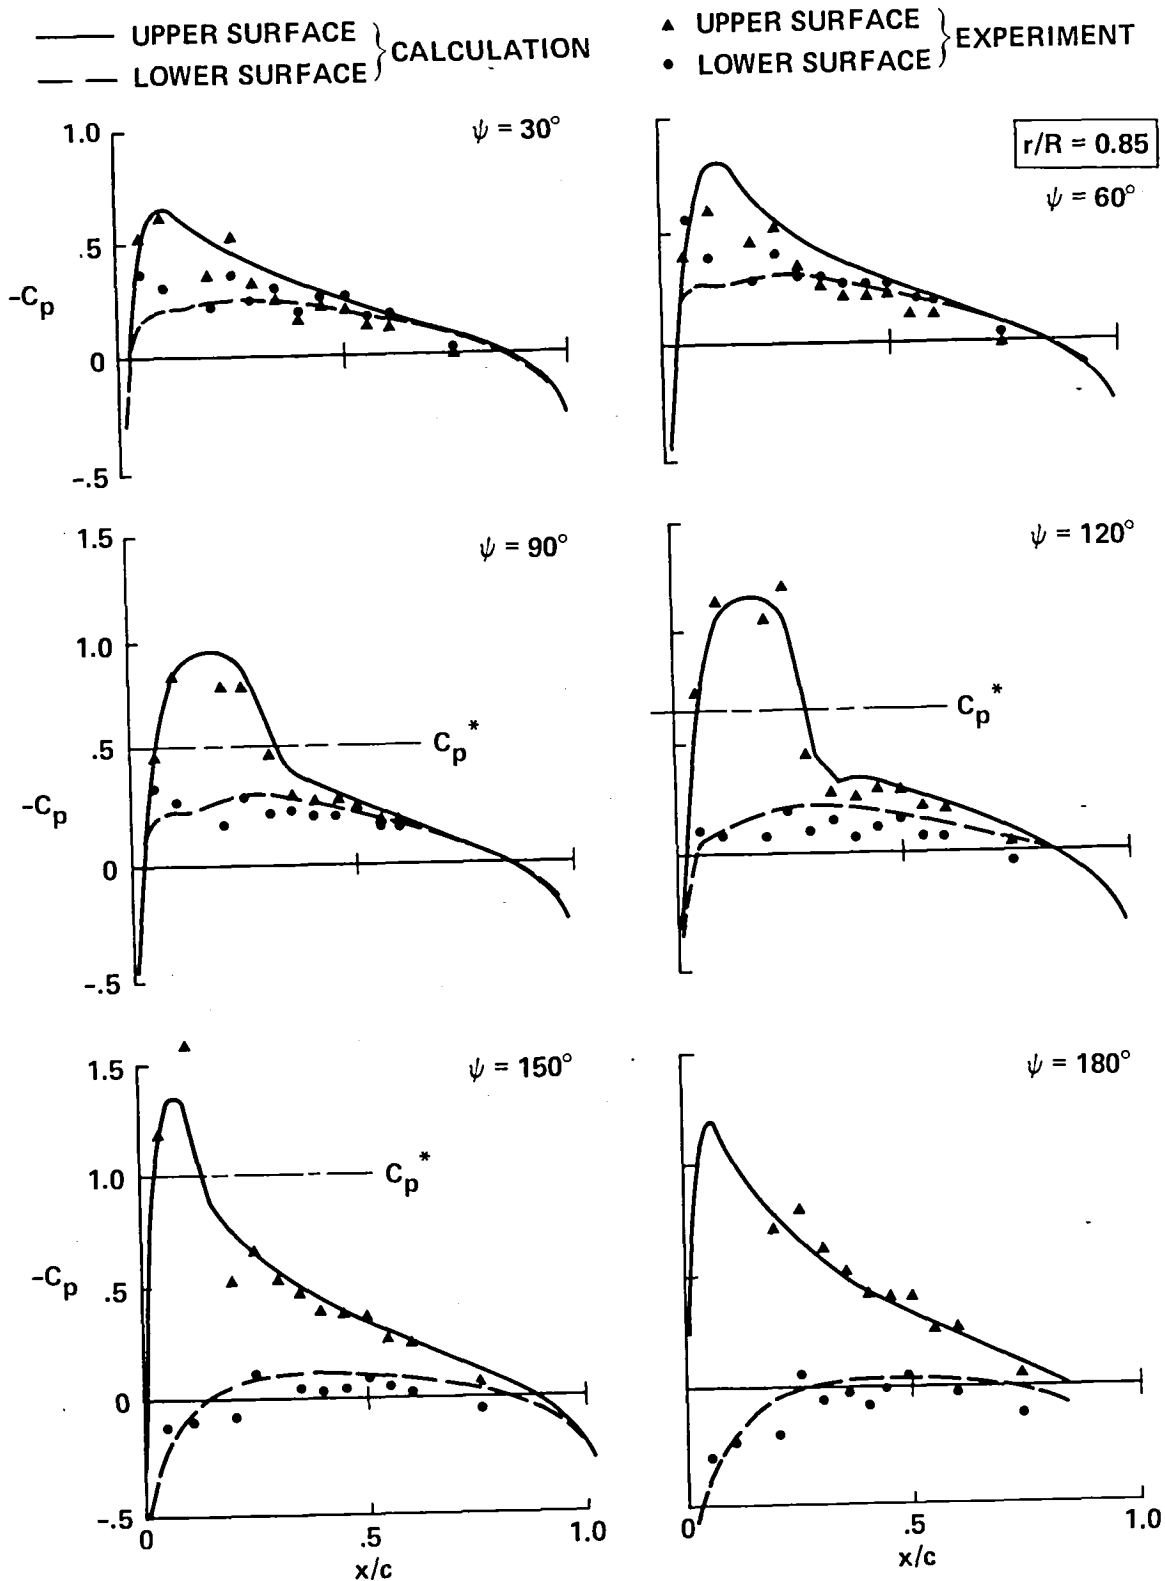 UPPER SURFACE
LOWER SURFACE
CALCULATION
UPPER SURFACE
LOWER SURFACE
EXPERIMENT
1.0
.5
0
-.5
-Cp
ψ = 30°
r/R = 0.85
ψ = 60°
1.5
1.0
.5
0
-.5
-Cp
ψ = 90°
Cp*
ψ = 120°
Cp*
1.5
1.0
.5
0
-.5
-Cp
ψ = 150°
Cp*
0
.5
1.0
x/c
ψ = 180°
0
.5
1.0
x/c